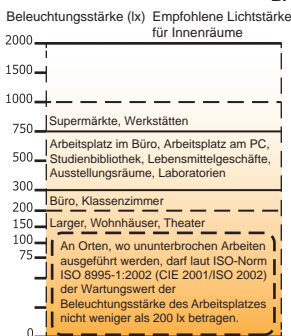 Beleuchtungsstärke (lx) Empfohlene Lichtstärke
für Innenräume
2000
1500
1000
Supermärkte, Werkstätten
750
Arbeitsplatz im Büro, Arbeitsplatz am PC,
500
Studienbibliothek, Lebensmittelgeschäfte,
Ausstellungsräume, Laboratorien
300
Büro, Klassenzimmer
200
Larger, Wohnhäuser, Theater
150
100
An Orten, wo ununterbrochen Arbeiten
75
ausgeführt werden, darf laut ISO-Norm
ISO 8995-1:2002 (CIE 2001/ISO 2002)
der Wartungswert der
Beleuchtungsstärke des Arbeitsplatzes
nicht weniger als 200 lx betragen.
0